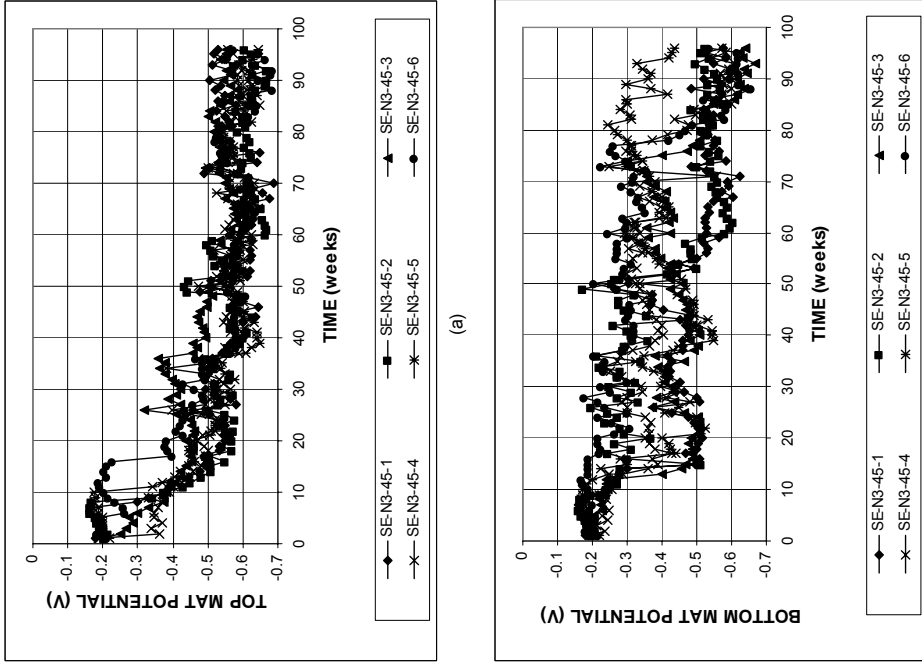 0
-0.1
-0.2
-0.3
-0.4
-0.5
-0.6
-0.7
0 10 20 30 40 50 60 70 80 90 100
TIME (weeks)
TOP MAT POTENTIAL (V)
SE-N3-45-1 SE-N3-45-2 SE-N3-45-3
SE-N3-45-4 SE-N3-45-5 SE-N3-45-6
(a)
0
-0.1
-0.2
-0.3
-0.4
-0.5
-0.6
-0.7
0 10 20 30 40 50 60 70 80 90 100
TIME (weeks)
BOTTOM MAT POTENTIAL (V)
SE-N3-45-1 SE-N3-45-2 SE-N3-45-3
SE-N3-45-4 SE-N3-45-5 SE-N3-45-6